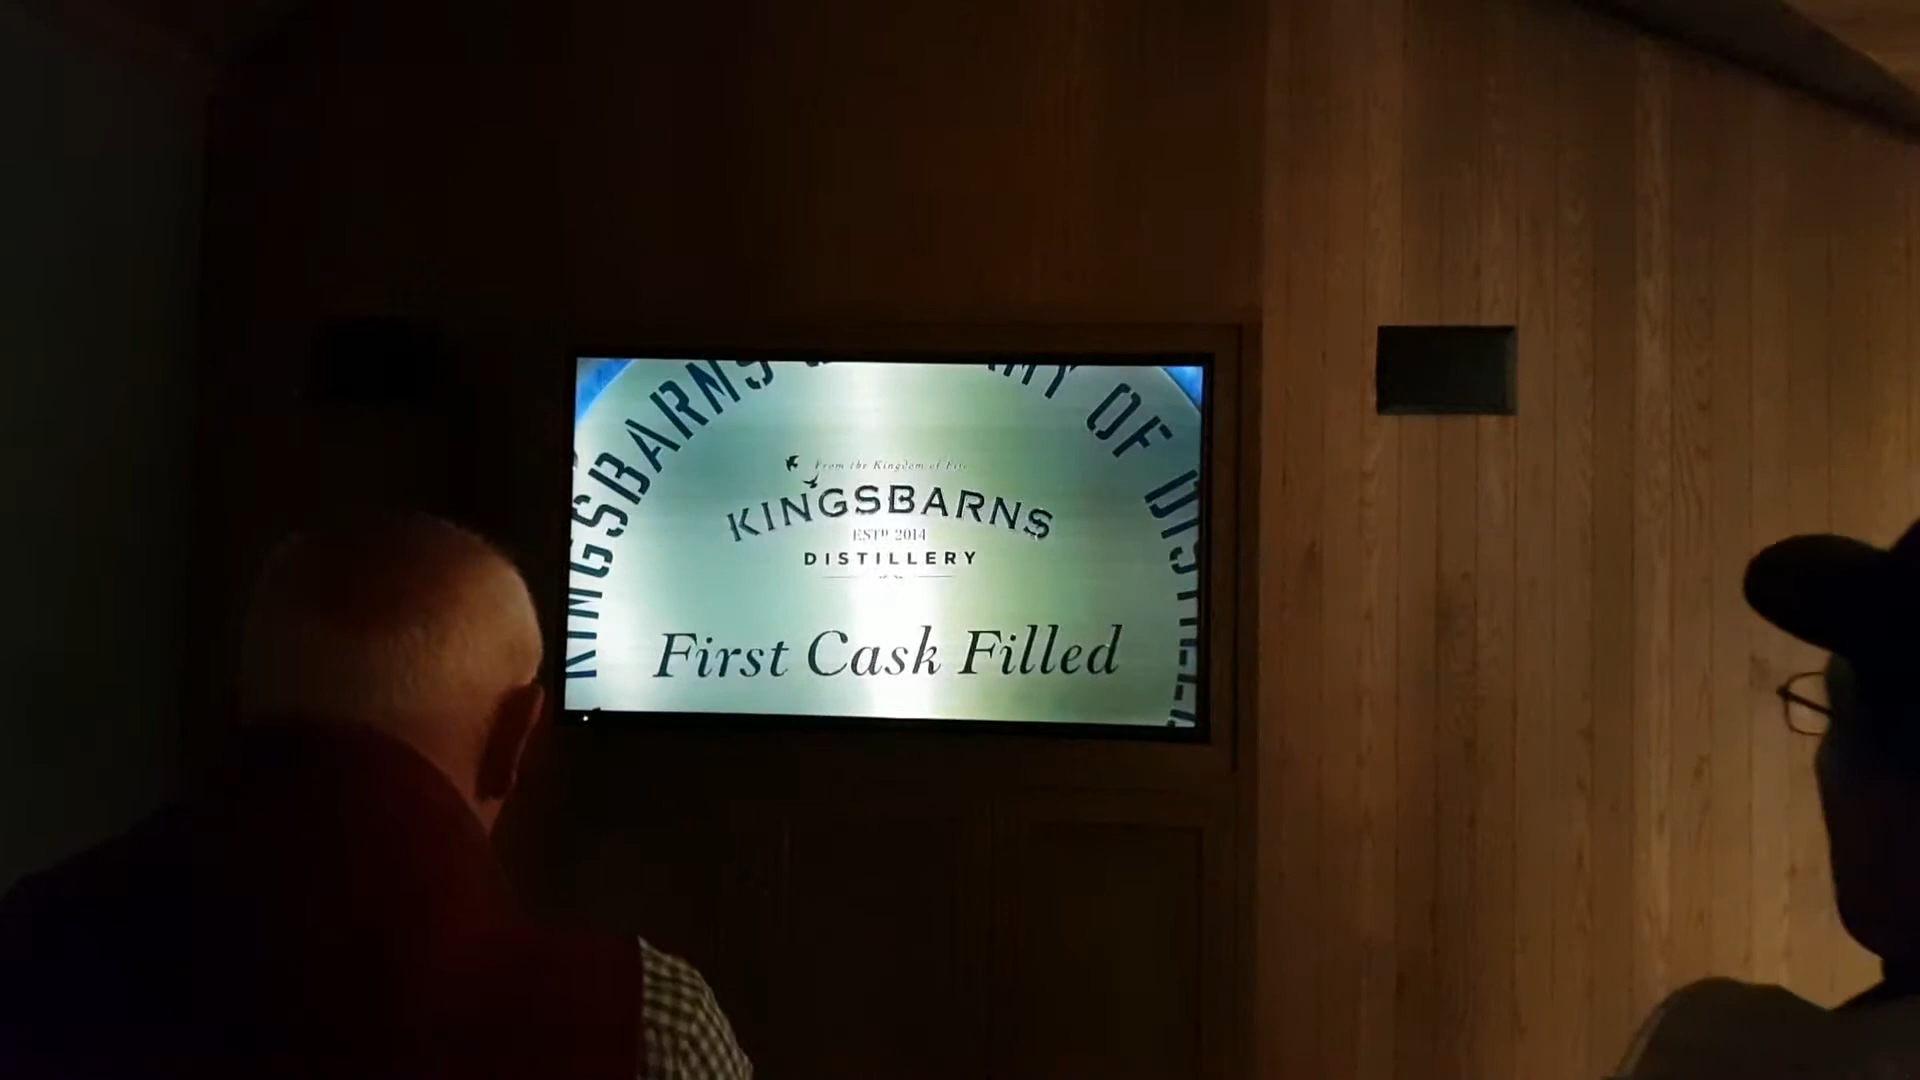 KINGSBARNS
OF
From the Kingdom of Fife
KINGSBARNS
ESTD 2014
DISTILLERY
First Cask Filled